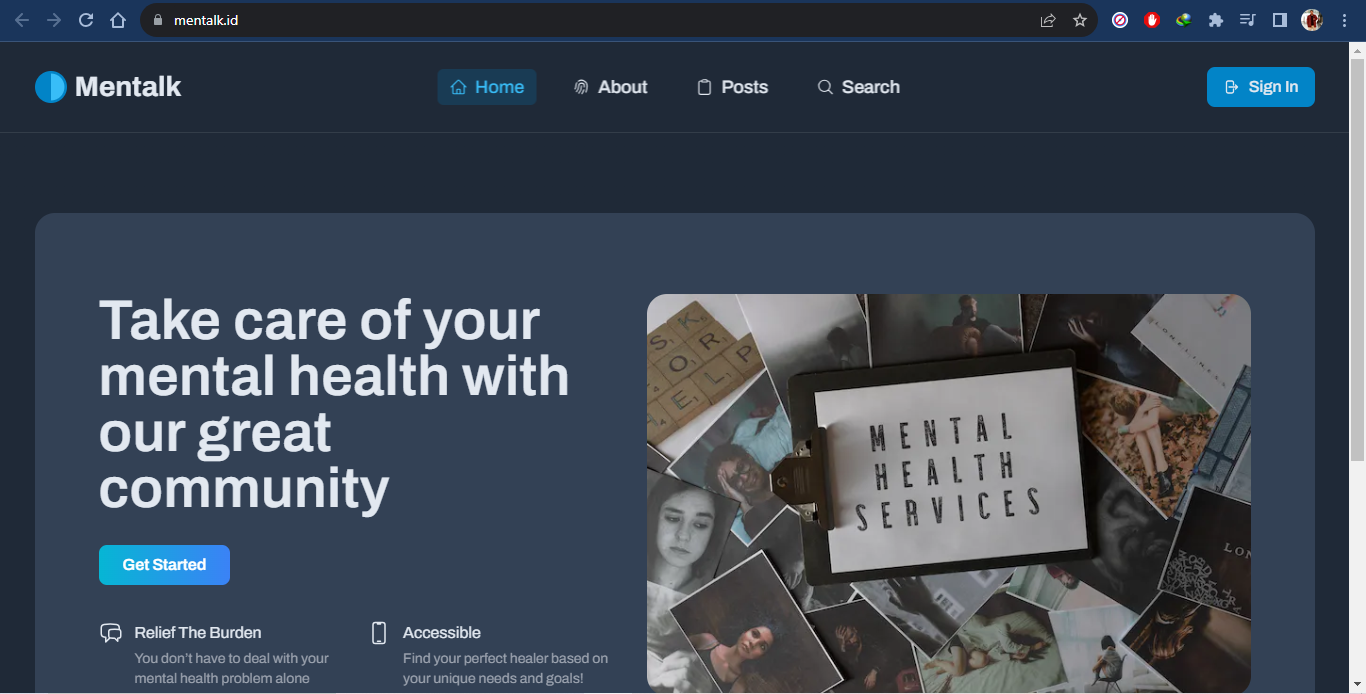 mentalk.id
Mentalk
Home
About
Posts
Search
Sign In
Take care of your
mental health with
our great
community
Get Started
Relief The Burden
You don’t have to deal with your
mental health problem alone
Accessible
Find your perfect healer based on
your unique needs and goals!
MENTAL
HEALTH
SERVICES